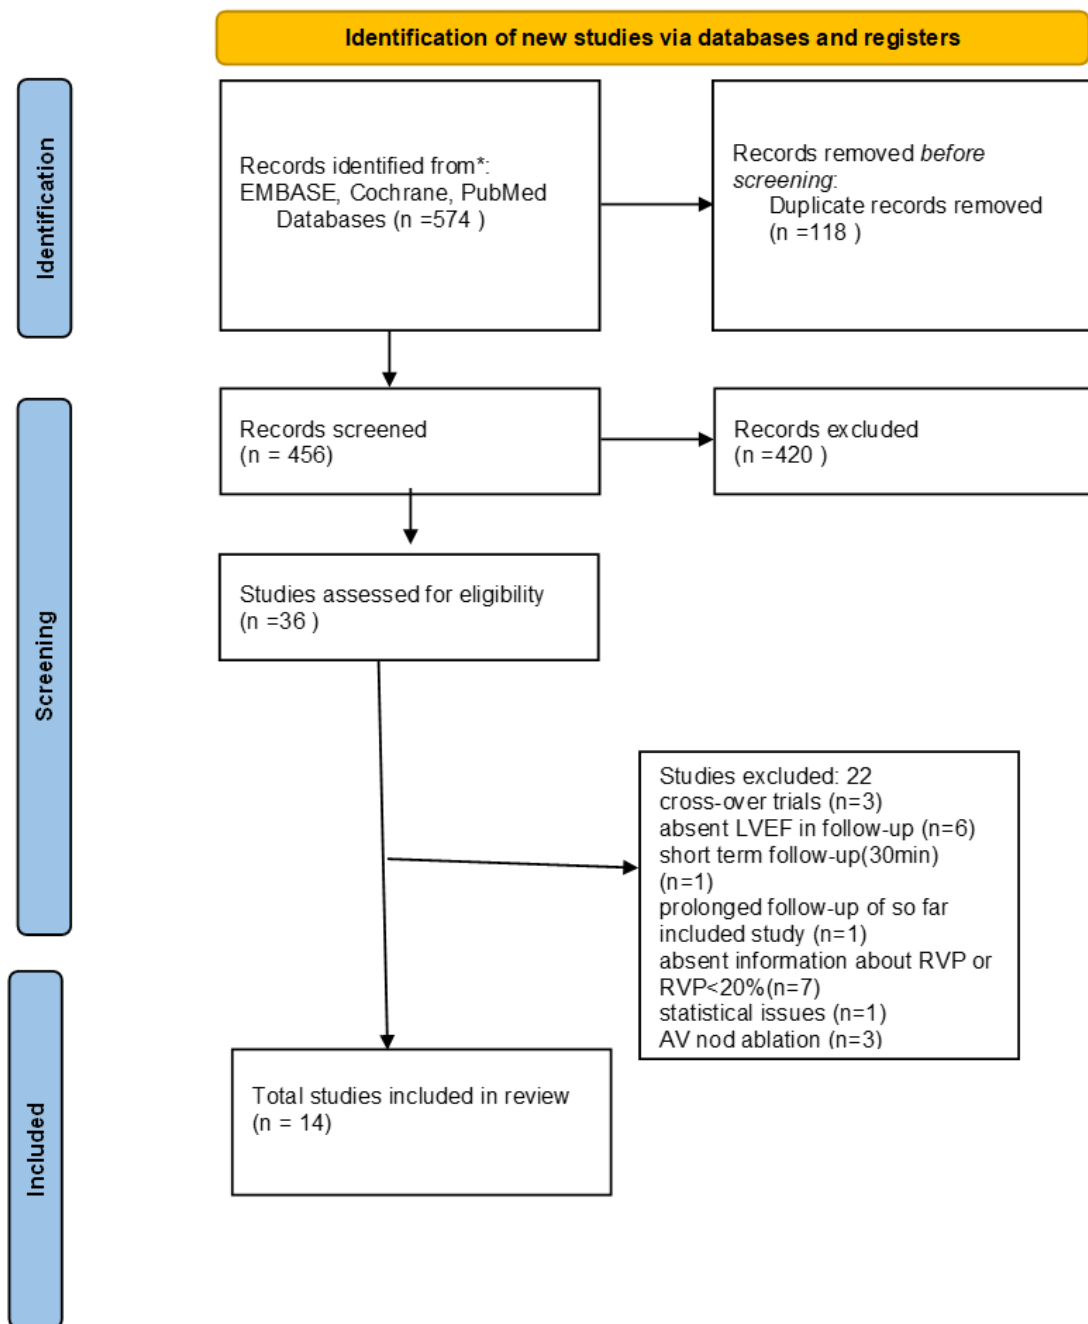 Identification of new studies via databases and registers
Identification
Records identified from*:
EMBASE, Cochrane, PubMed
Databases (n =574 )
Records removed before
screening:
Duplicate records removed
(n =118 )
Screening
Records screened
(n = 456)
Records excluded
(n =420 )
Studies assessed for eligibility
(n =36 )
Studies excluded: 22
cross-over trials (n=3)
absent LVEF in follow-up (n=6)
short term follow-up(30min)
(n=1)
prolonged follow-up of so far
included study (n=1)
absent information about RVP or
RVP<20%(n=7)
statistical issues (n=1)
AV nod ablation (n=3)
Included
Total studies included in review
(n = 14)